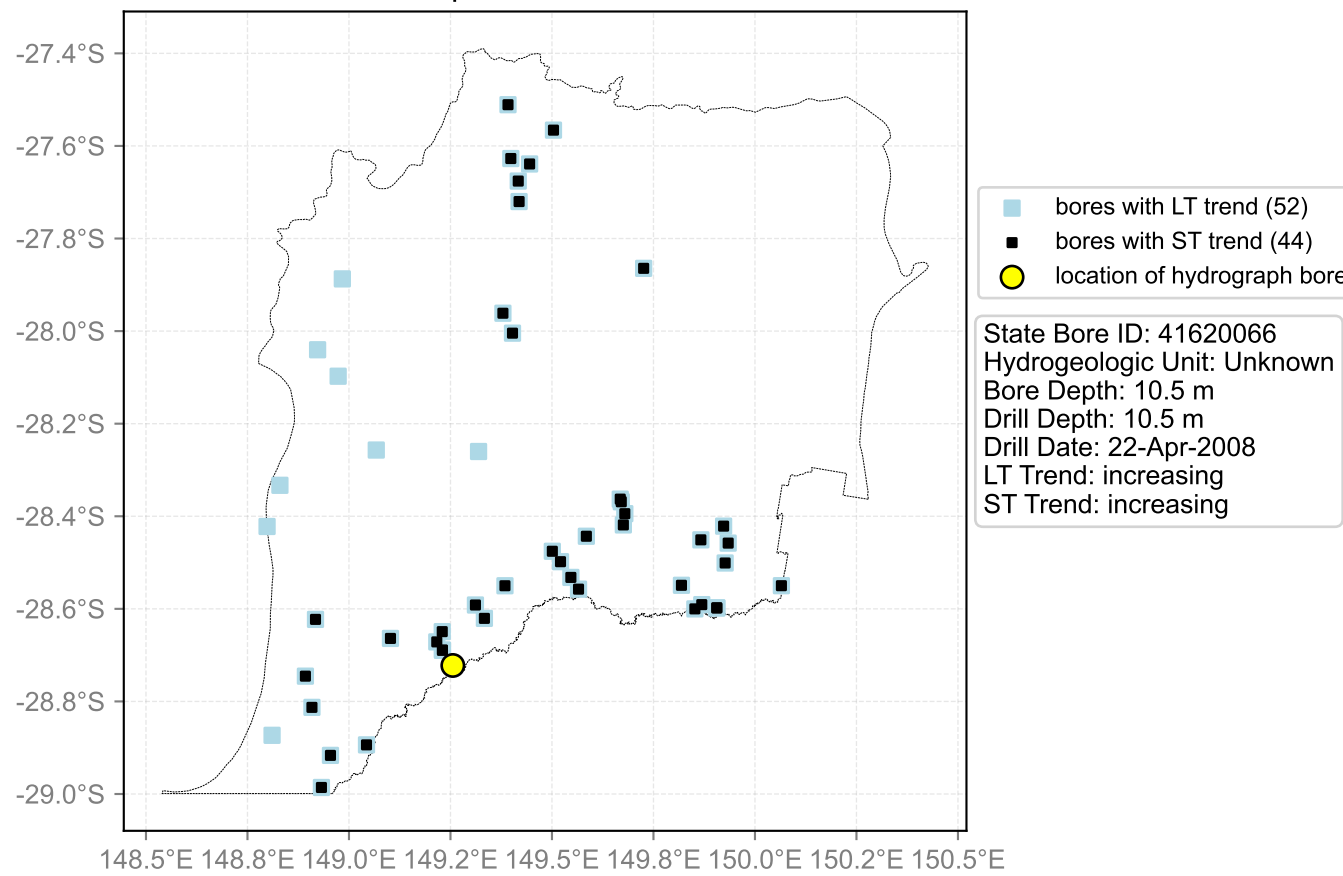 -27.4°S
-27.6°S
-27.8°S
-28.0°S
-28.2°S
-28.4°S
-28.6°S
-28.8°S
-29.0°S
148.5°E 148.8°E 149.0°E 149.2°E 149.5°E 149.8°E 150.0°E 150.2°E 150.5°E
bores with LT trend (52)
bores with ST trend (44)
location of hydrograph bore
State Bore ID: 41620066
Hydrogeologic Unit: Unknown
Bore Depth: 10.5 m
Drill Depth: 10.5 m
Drill Date: 22-Apr-2008
LT Trend: increasing
ST Trend: increasing